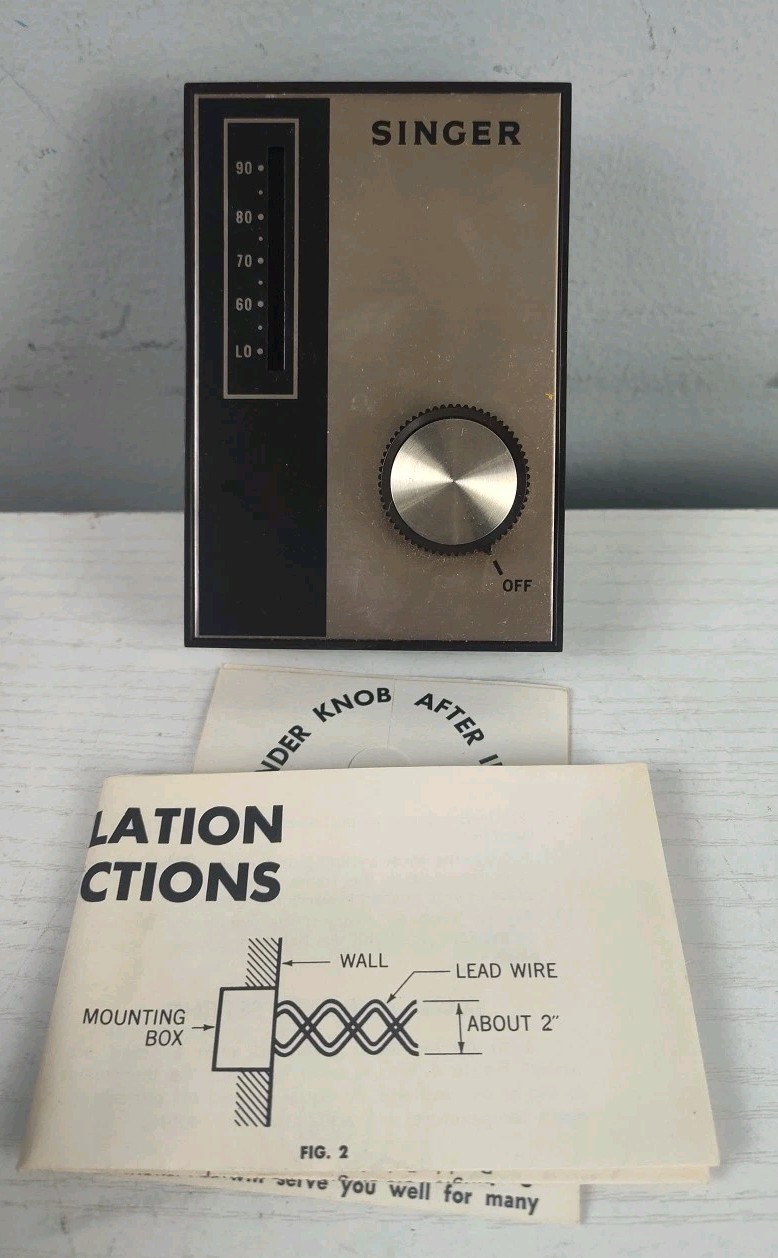 SINGER
90
80
70
60
LO
OFF
NDER KNOB AFTER
LATION
CTIONS
WALL
LEAD WIRE
MOUNTING
BOX
ABOUT 2"
FIG. 2
will serve you well for many